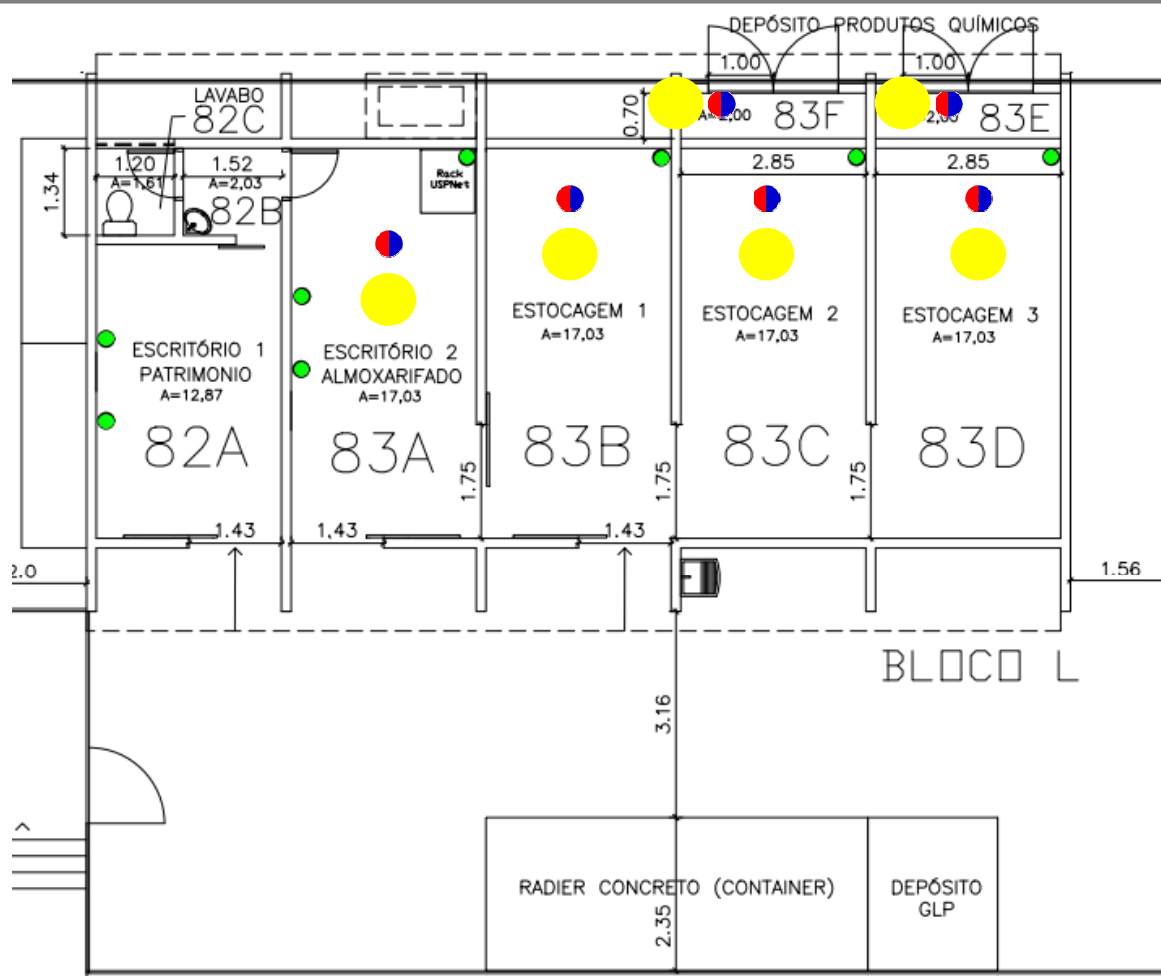 DEPÓSITO PRODUTOS QUÍMICOS
1.00
1.00
LAVABO
82C
0.70
83F
83E
1.20
A=1,61
1.52
A=2,03
82B
1.34
Rack
USPNet
2.85
2.85
ESCRITÓRIO 1
PATRIMONIO
A=12,87
82A
ESCRITÓRIO 2
ALMOXARIFADO
A=17,03
83A
ESTOCAGEM 1
A=17,03
83B
ESTOCAGEM 2
A=17,03
83C
ESTOCAGEM 3
A=17,03
83D
1.75
1.75
1.75
1.43
1.43
1.43
2.0
1.56
BLOCO L
3.16
RADIER CONCRETO (CONTAINER)
DEPÓSITO
GLP
2.35